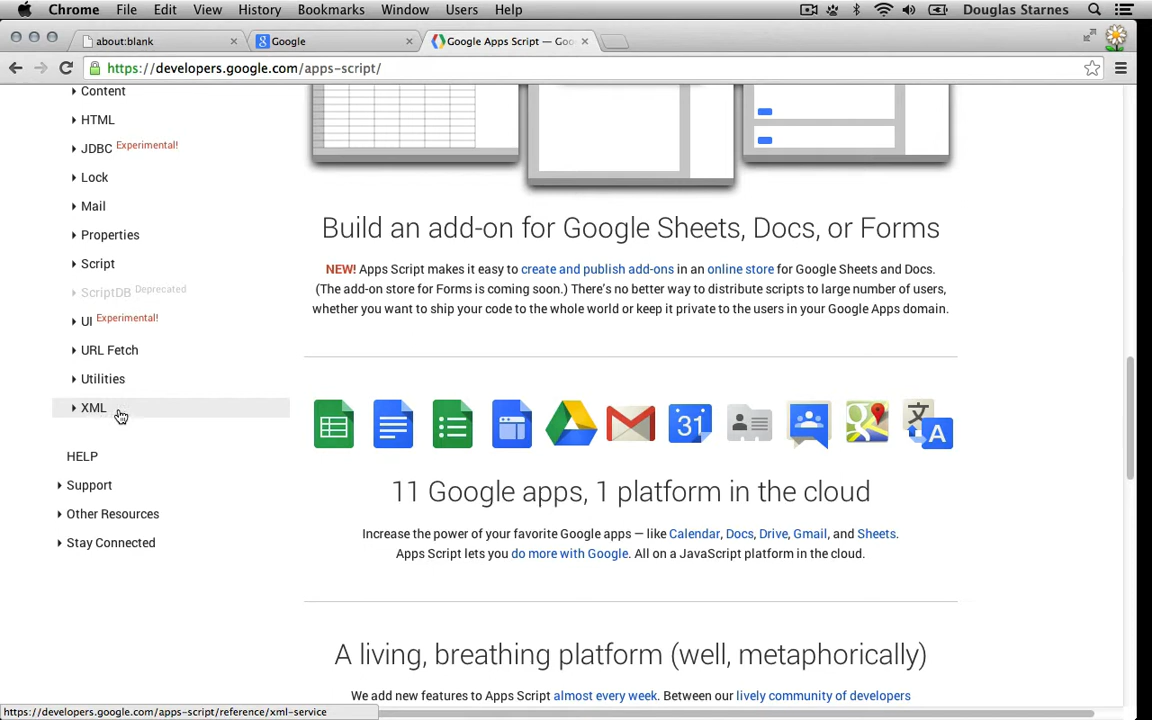 Chrome File Edit View History Bookmarks Window Users Help Douglas Starnes
about:blank
Google
Google Apps Script — Goo
https://developers.google.com/apps-script/
Content
HTML
JDBC Experimental!
Lock
Mail
Properties
Script
ScriptDB Deprecated
UI Experimental!
URL Fetch
Utilities
XML
HELP
Support
Other Resources
Stay Connected
Build an add-on for Google Sheets, Docs, or Forms
NEW! Apps Script makes it easy to create and publish add-ons in an online store for Google Sheets and Docs.
(The add-on store for Forms is coming soon.) There's no better way to distribute scripts to large number of users,
whether you want to ship your code to the whole world or keep it private to the users in your Google Apps domain.
31
文
A
11 Google apps, 1 platform in the cloud
Increase the power of your favorite Google apps — like Calendar, Docs, Drive, Gmail, and Sheets.
Apps Script lets you do more with Google. All on a JavaScript platform in the cloud.
A living, breathing platform (well, metaphorically)
We add new features to Apps Script almost every week. Between our lively community of developers
https://developers.google.com/apps-script/reference/xml-service